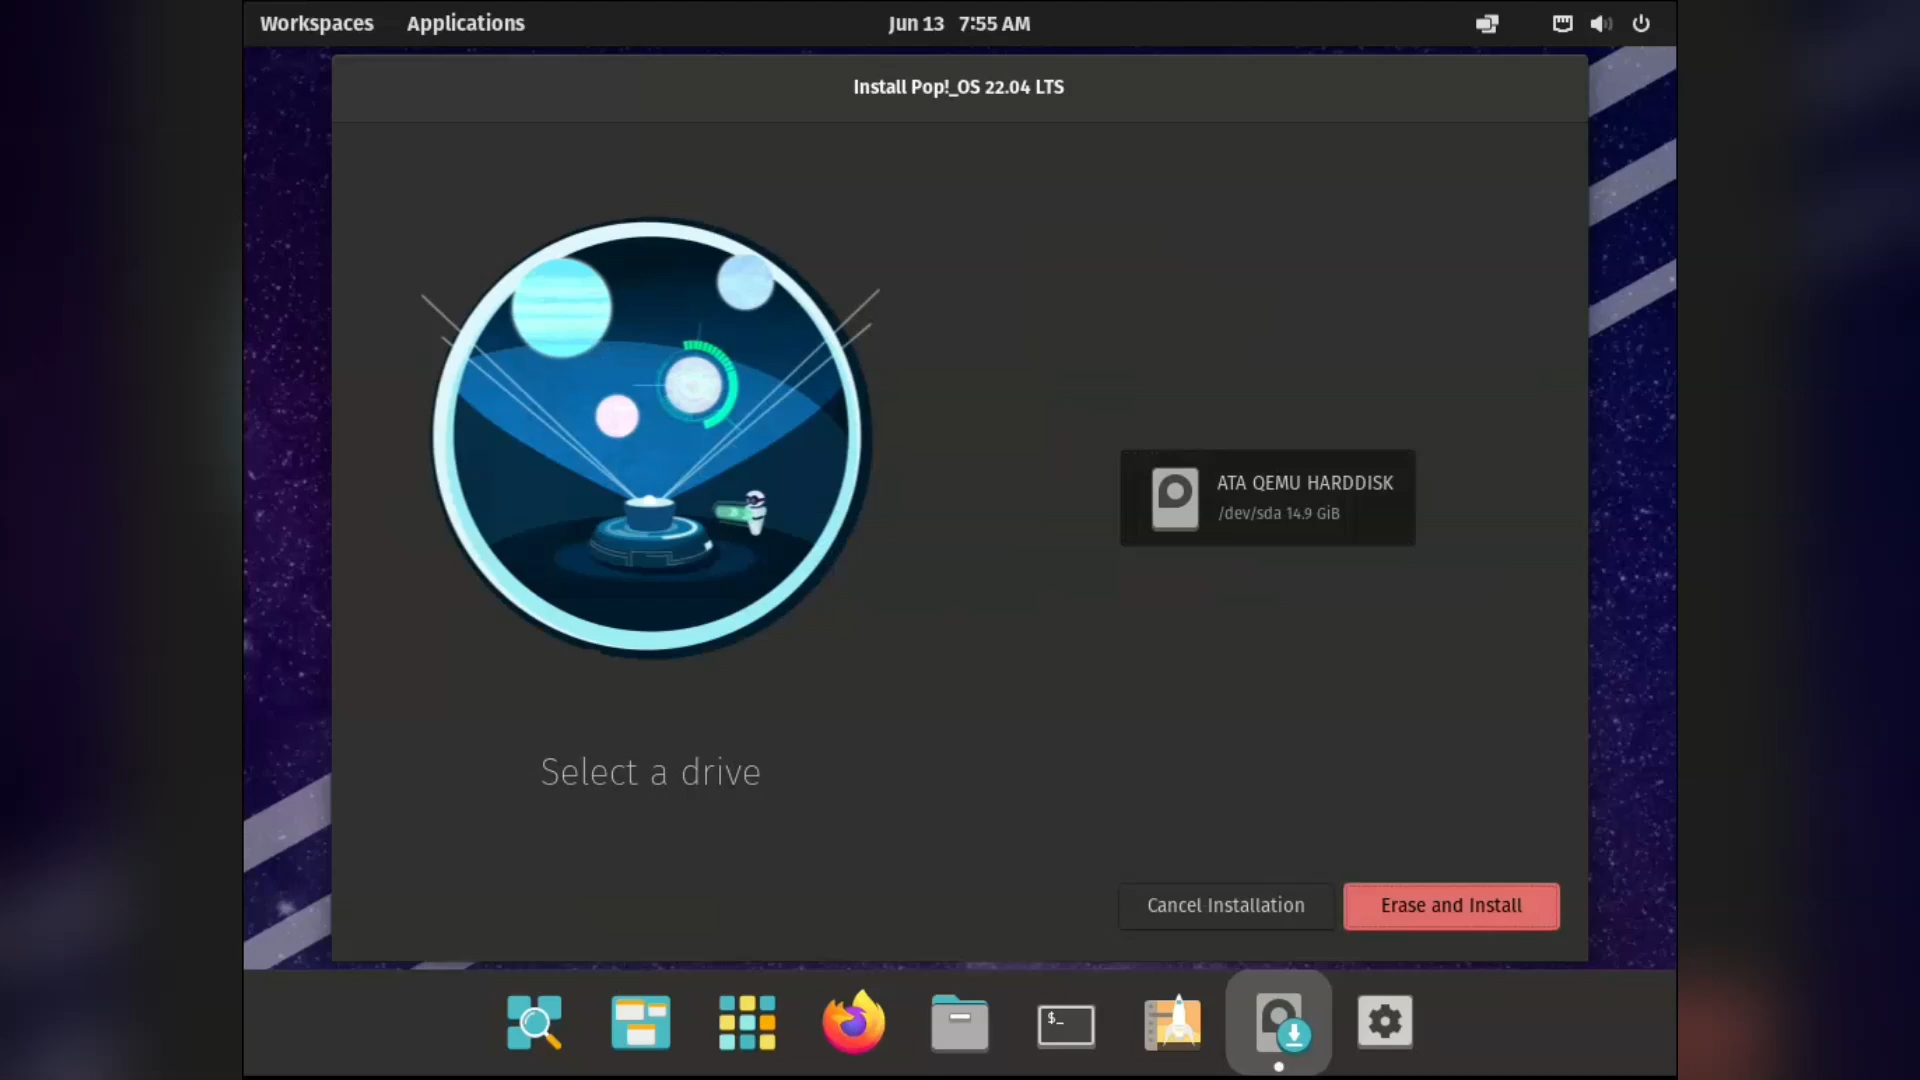 Workspaces
Applications
Jun 13 7:55 AM
Install Pop!_OS 22.04 LTS
ATA QEMU HARDDISK
/dev/sda 14.9 GiB
Select a drive
Cancel Installation
Erase and Install
$_